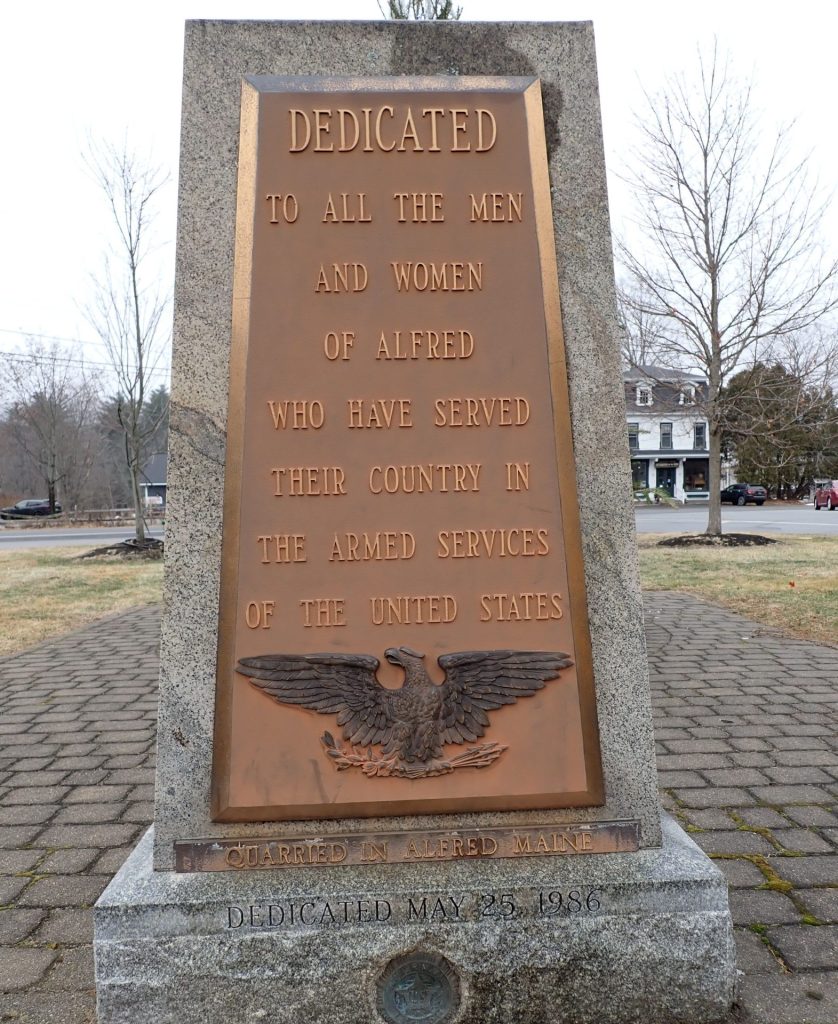 DEDICATED
TO ALL THE MEN
AND WOMEN
OF ALFRED
WHO HAVE SERVED
THEIR COUNTRY IN
THE ARMED SERVICES
OF THE UNITED STATES
QUARRIED IN ALFRED MAINE
DEDICATED MAY 25, 1986